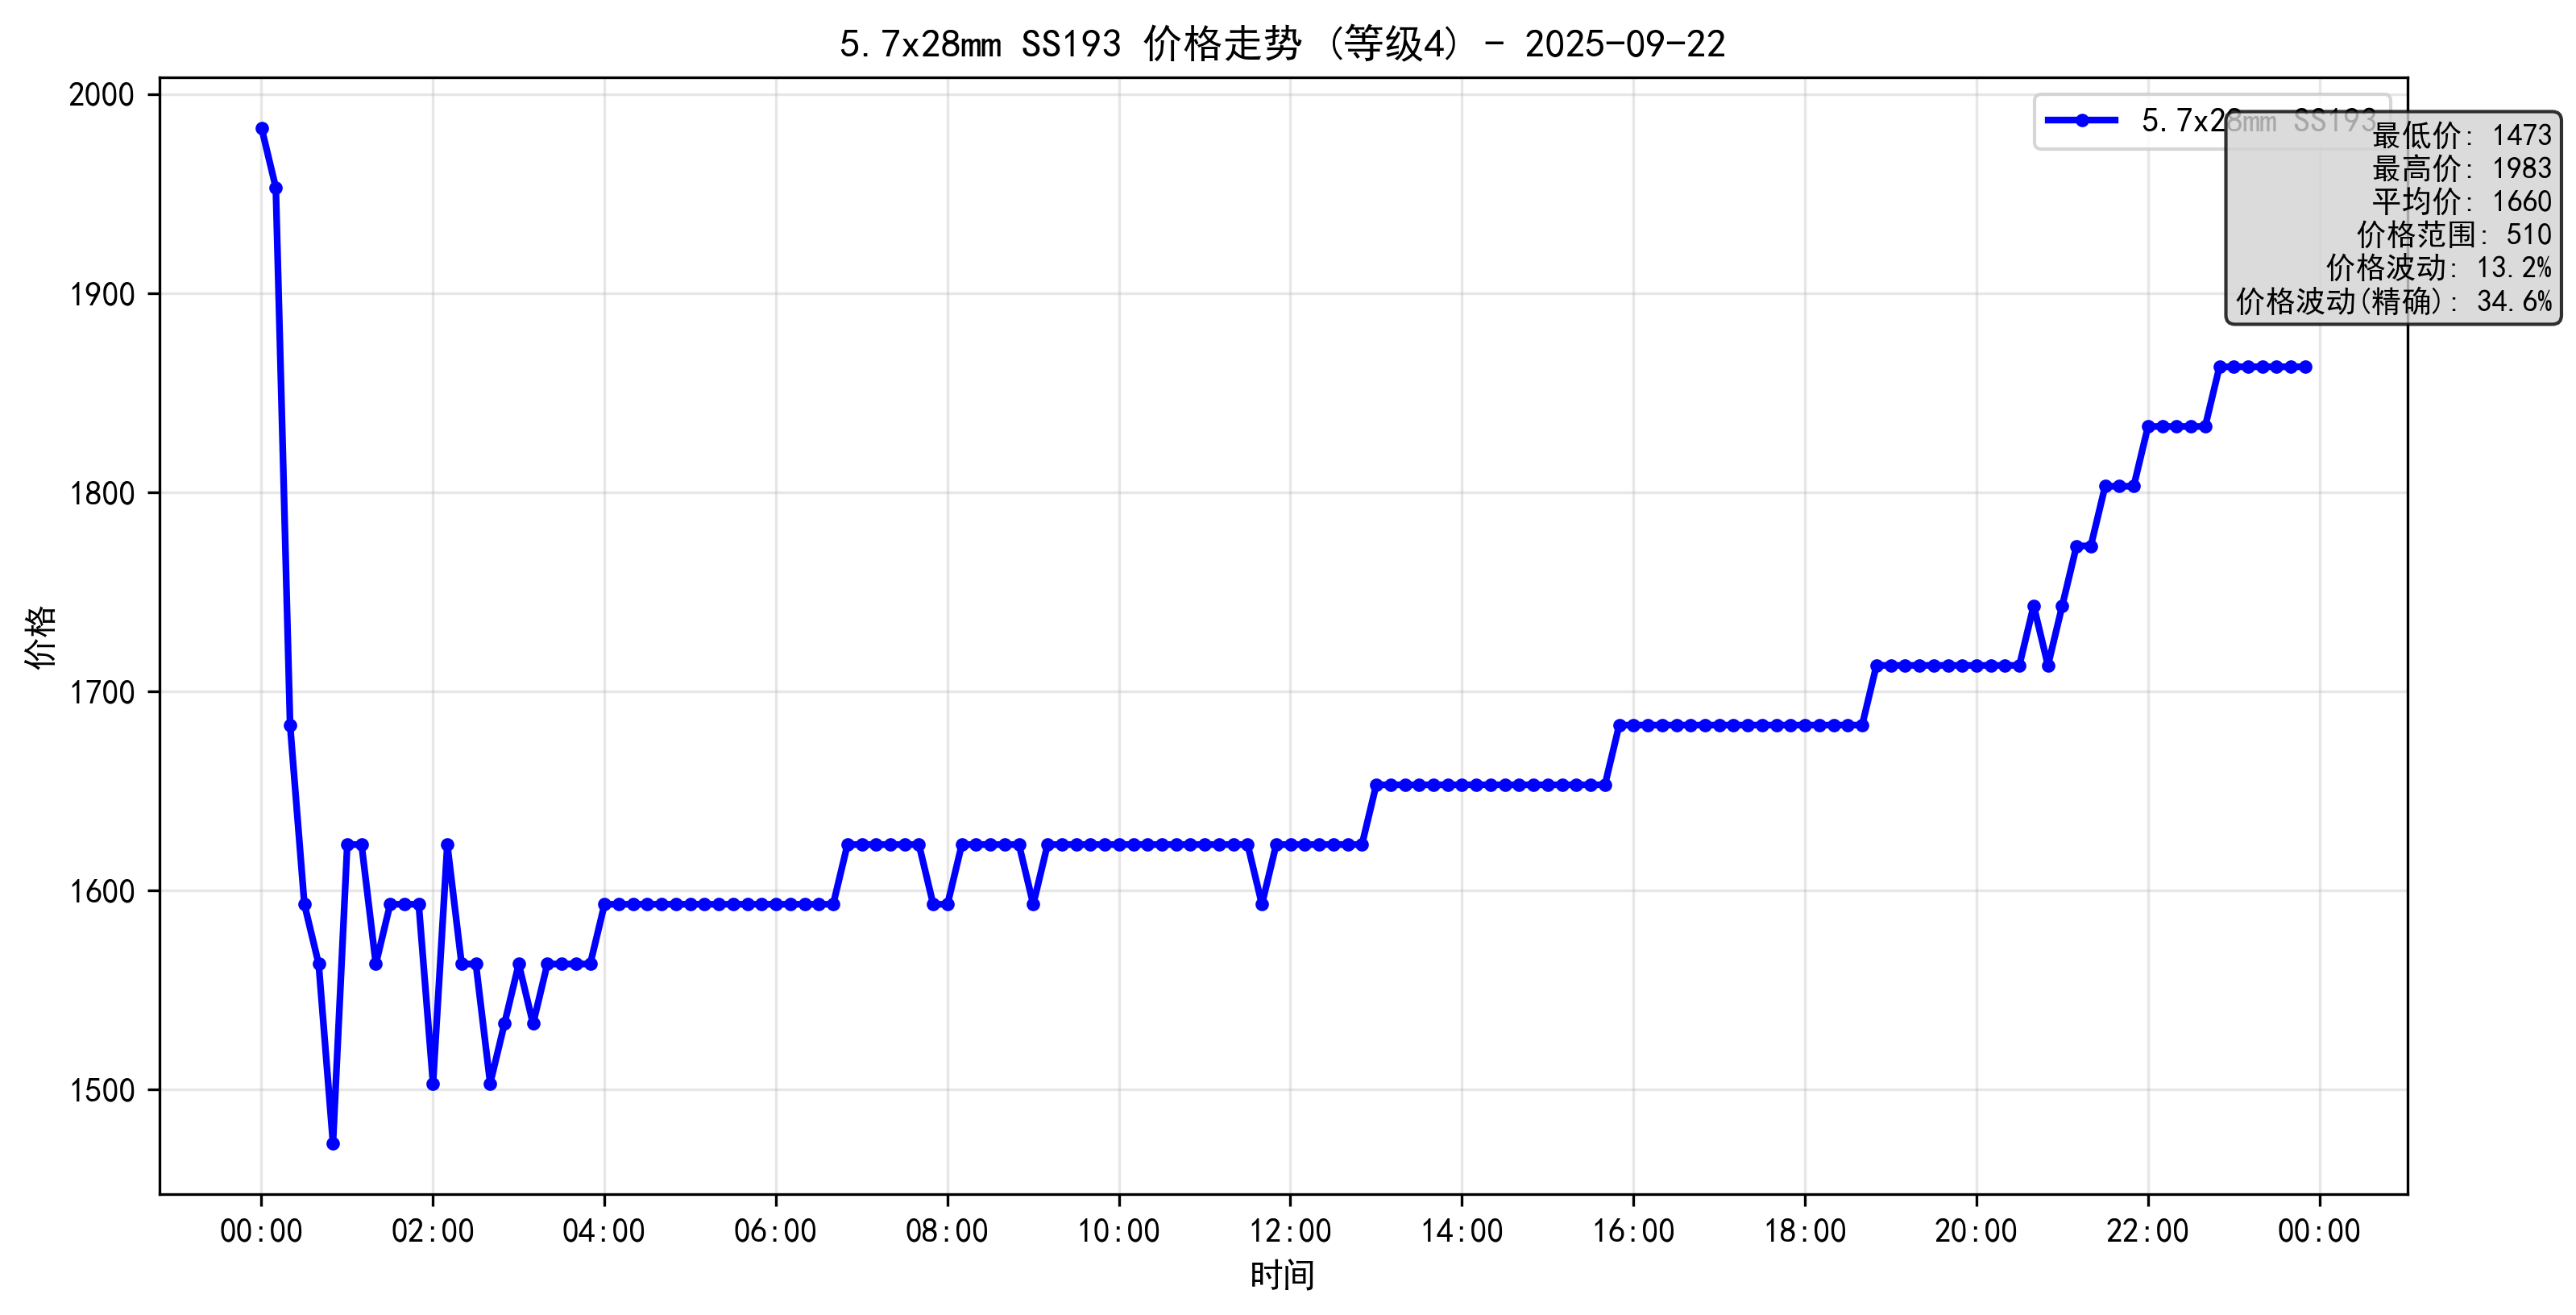 5.7x28mm SS193 价格走势 (等级4) - 2025-09-22
2000
1900
1800
1700
1600
1500
价格
5.7x28mm SS193
最低价: 1473
最高价: 1983
平均价: 1660
价格范围: 510
价格波动: 13.2%
价格波动(精确): 34.6%
00:00 02:00 04:00 06:00 08:00 10:00 12:00 14:00 16:00 18:00 20:00 22:00 00:00
时间